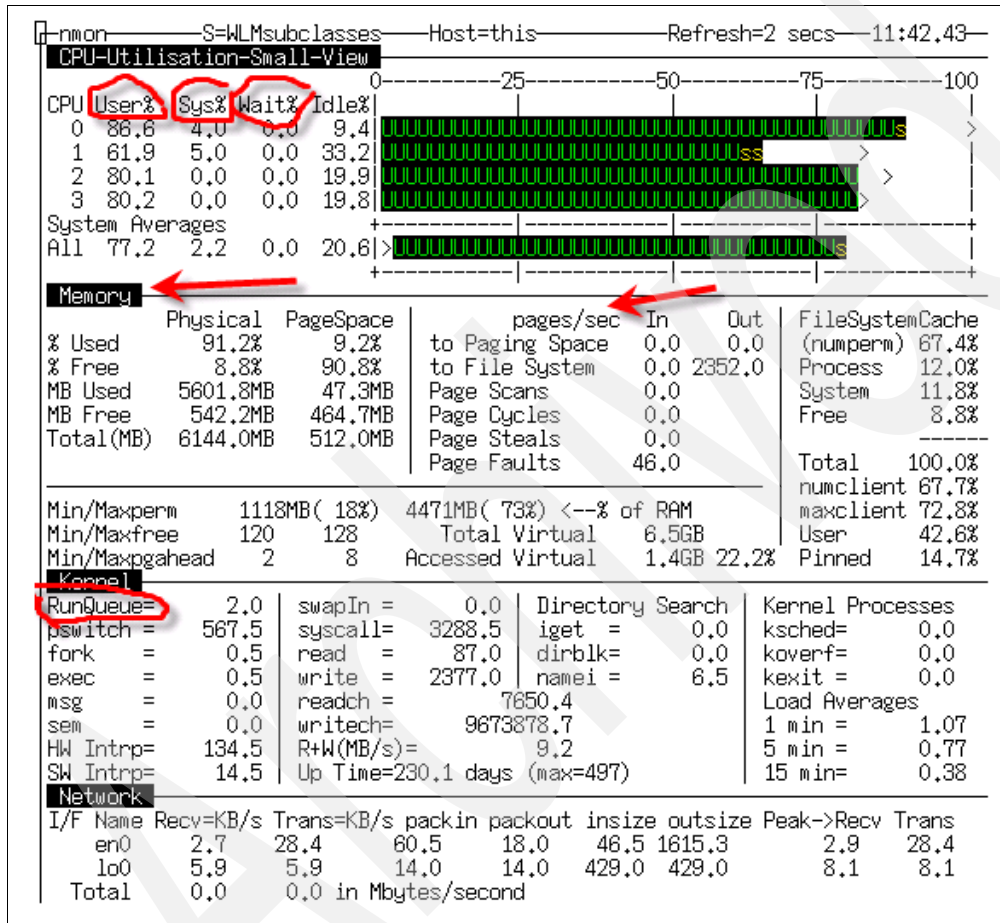 nmon S=WLMsubclasses Host=this Refresh=2 secs 11:42.43
CPU-Utilisation-Small-View
0----------25----------50----------75----------100
CPU User% Sys% Wait% Idle%
0 86.6 4.0 0.0 9.4|UUUUUUUUUUUUUUUUUUUUUUUUUUUUUUUUUUUUUUUUUUUs >
1 61.9 5.0 0.0 33.2|UUUUUUUUUUUUUUUUUUUUUUUUUUUUUUss >
2 80.1 0.0 0.0 19.9|UUUUUUUUUUUUUUUUUUUUUUUUUUUUUUUUUUUUUUUU >
3 80.2 0.0 0.0 19.8|UUUUUUUUUUUUUUUUUUUUUUUUUUUUUUUUUUUUUUUU>
System Averages
All 77.2 2.2 0.0 20.6|>UUUUUUUUUUUUUUUUUUUUUUUUUUUUUUUUUUUUUs
Memory
Physical PageSpace | pages/sec In Out | FileSystemCache
% Used 91.2% 9.2% | to Paging Space 0.0 0.0 | (numperm) 67.4%
% Free 8.8% 90.8% | to File System 0.0 2352.0 | Process 12.0%
MB Used 5601.8MB 47.3MB | Page Scans 0.0 | System 11.8%
MB Free 542.2MB 464.7MB | Page Cycles 0.0 | Free 8.8%
Total(MB) 6144.0MB 512.0MB | Page Steals 0.0 | ------
| Page Faults 46.0 | Total 100.0%
numclient 67.7%
Min/Maxperm 1118MB( 18%) 4471MB( 73%) <--% of RAM | maxclient 72.8%
Min/Maxfree 120 128 Total Virtual 6.5GB | User 42.6%
Min/Maxpgahead 2 8 Accessed Virtual 1.4GB 22.2% | Pinned 14.7%
Kernel
RunQueue= 2.0 | swapIn = 0.0 | Directory Search | Kernel Processes
pswitch = 567.5 | syscall= 3288.5 | iget = 0.0 | ksched= 0.0
fork = 0.5 | read = 87.0 | dirblk= 0.0 | koverf= 0.0
exec = 0.5 | write = 2377.0 | namei = 6.5 | kexit = 0.0
msg = 0.0 | readch = 7650.4 | Load Averages
sem = 0.0 | writech= 9673878.7 | 1 min = 1.07
HW Intrp= 134.5 | R+W(MB/s)= 9.2 | 5 min = 0.77
SW Intrp= 14.5 | Up Time=230.1 days (max=497) | 15 min= 0.38
Network
I/F Name Recv=KB/s Trans=KB/s packin packout insize outsize Peak->Recv Trans
en0 2.7 28.4 60.5 18.0 46.5 1615.3 2.9 28.4
lo0 5.9 5.9 14.0 14.0 429.0 429.0 8.1 8.1
Total 0.0 0.0 in Mbytes/second